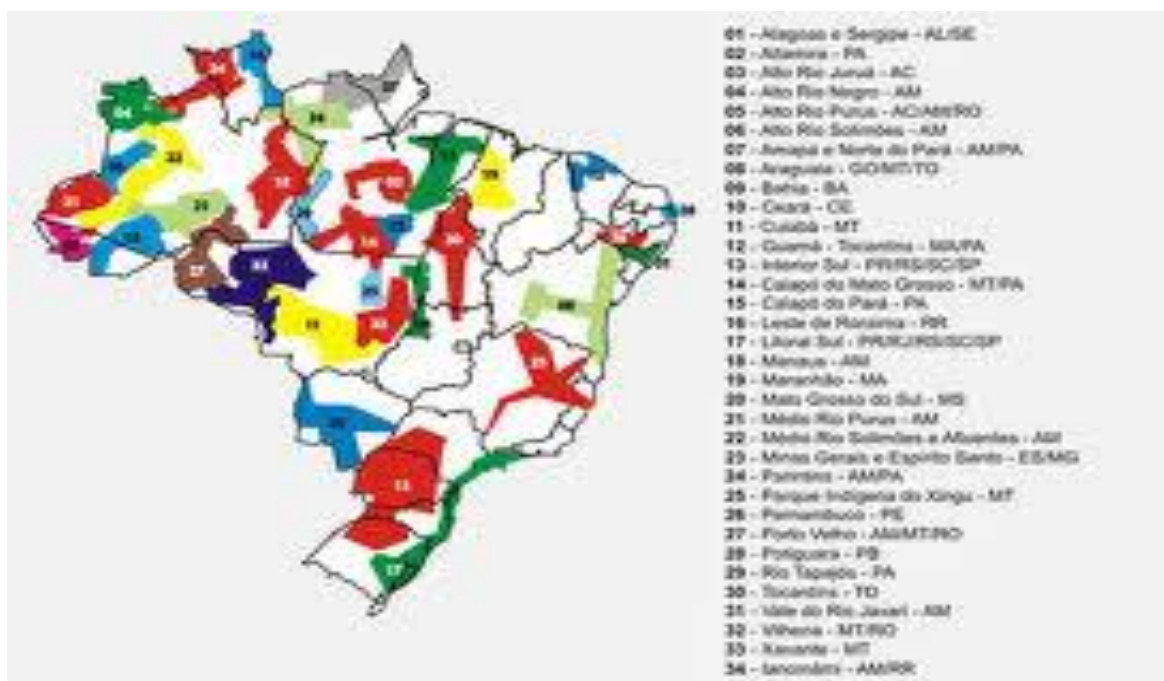 01 - Alagoas e Sergipe - AL/SE
02 - Altamira - PA
03 - Alto Rio Juruá - AC
04 - Alto Rio Negro - AM
05 - Alto Rio Purus - AC/AM/RO
06 - Alto Rio Solimões - AM
07 - Amapá e Norte do Pará - AM/PA
08 - Araguaia - GO/MT/TO
09 - Bahia - BA
10 - Ceará - CE
11 - Cuiabá - MT
12 - Guamá - Tocantins - MA/PA
13 - Interior Sul - PR/RS/SC/SP
14 - Caiapó do Mato Grosso - MT/PA
15 - Caiapó do Pará - PA
16 - Leste de Roraima - RR
17 - Litoral Sul - PR/RJ/RS/SC/SP
18 - Manaus - AM
19 - Maranhão - MA
20 - Mato Grosso do Sul - MS
21 - Médio Rio Purus - AM
22 - Médio Rio Solimões e Afluentes - AM
23 - Minas Gerais e Espírito Santo - ES/MG
24 - Parintins - AM/PA
25 - Parque Indígena do Xingu - MT
26 - Pernambuco - PE
27 - Porto Velho - AM/MT/RO
28 - Potiguara - PB
29 - Rio Tapajós - PA
30 - Tocantins - TO
31 - Vale do Rio Javari - AM
32 - Vilhena - MT/RO
33 - Xavante - MT
34 - Ianomâmi - AM/RR